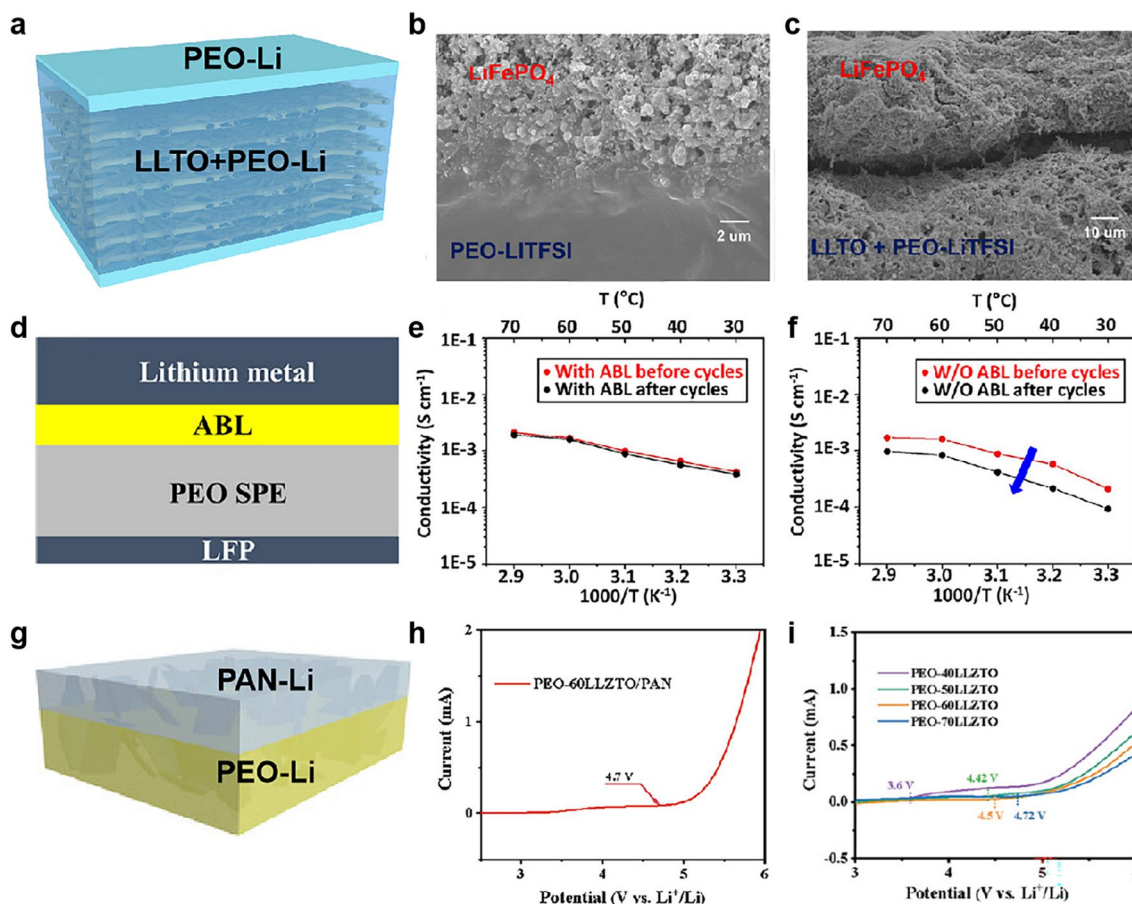 a
PEO-Li
LLTO+PEO-Li
b
LiFePO4
2 um
PEO-LITFSI
c
LiFePO4
10 um
LLTO + PEO-LiTFSI
d
Lithium metal
ABL
PEO SPE
LFP
e
T (°C)
70 60 50 40 30
1E-1
1E-2
1E-3
1E-4
1E-5
Conductivity (S cm⁻¹)
With ABL before cycles
With ABL after cycles
2.9 3.0 3.1 3.2 3.3
1000/T (K⁻¹)
f
T (°C)
70 60 50 40 30
1E-1
1E-2
1E-3
1E-4
1E-5
Conductivity (S cm⁻¹)
W/O ABL before cycles
W/O ABL after cycles
2.9 3.0 3.1 3.2 3.3
1000/T (K⁻¹)
g
PAN-Li
PEO-Li
h
2
1
0
Current (mA)
PEO-60LLZTO/PAN
4.7 V
3 4 5 6
Potential (V vs. Li⁺/Li)
i
1.5
1.0
0.5
0.0
-0.5
Current (mA)
PEO-40LLZTO
PEO-50LLZTO
PEO-60LLZTO
PEO-70LLZTO
3.6 V
4.42 V
4.5 V
4.72 V
3 4 5
Potential (V vs. Li⁺/Li)